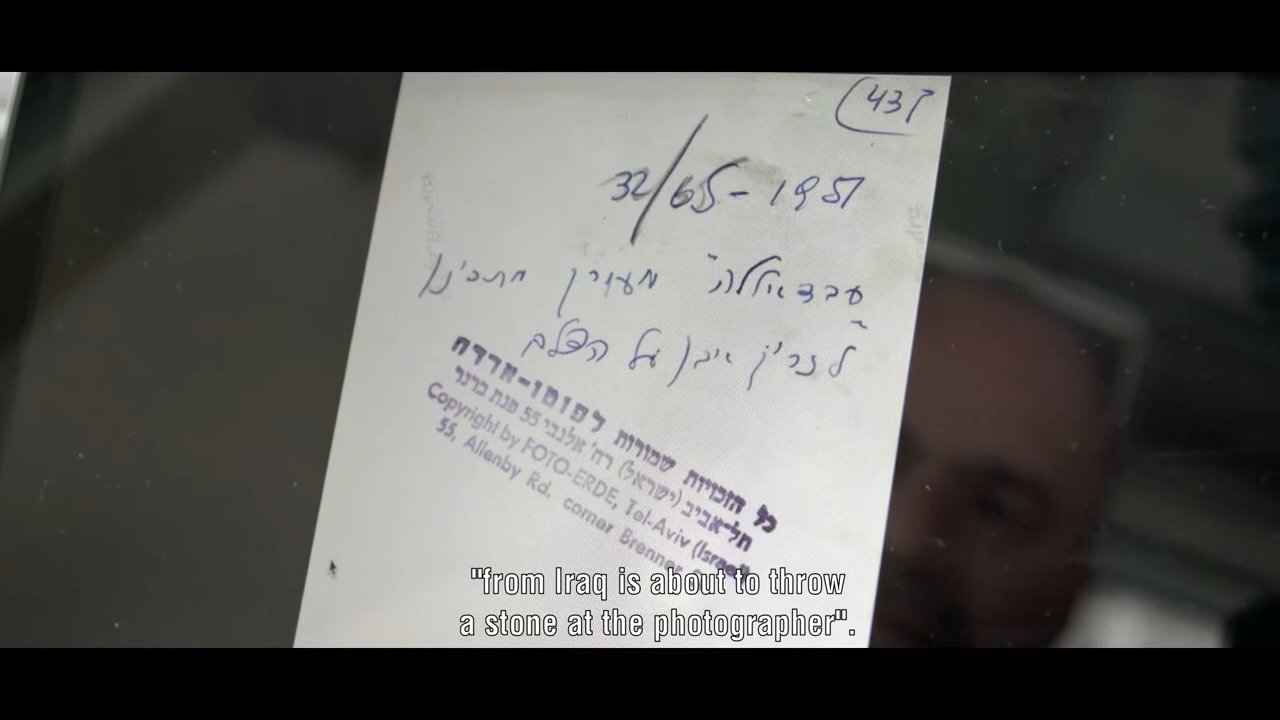 (437
32/65-1951
"עבדאללה" מעירק מתכונן
"לזרוק אבן על הצלם
כל הזכויות שמורות לפוטו-ארדה
תל-אביב (ישראל) רח' אלנבי 55 פנת ברנר
Copyright by FOTO-ERDE, Tel-Aviv (Israel)
55, Allenby Rd. corner Brenner
"from Iraq is about to throw
a stone at the photographer".